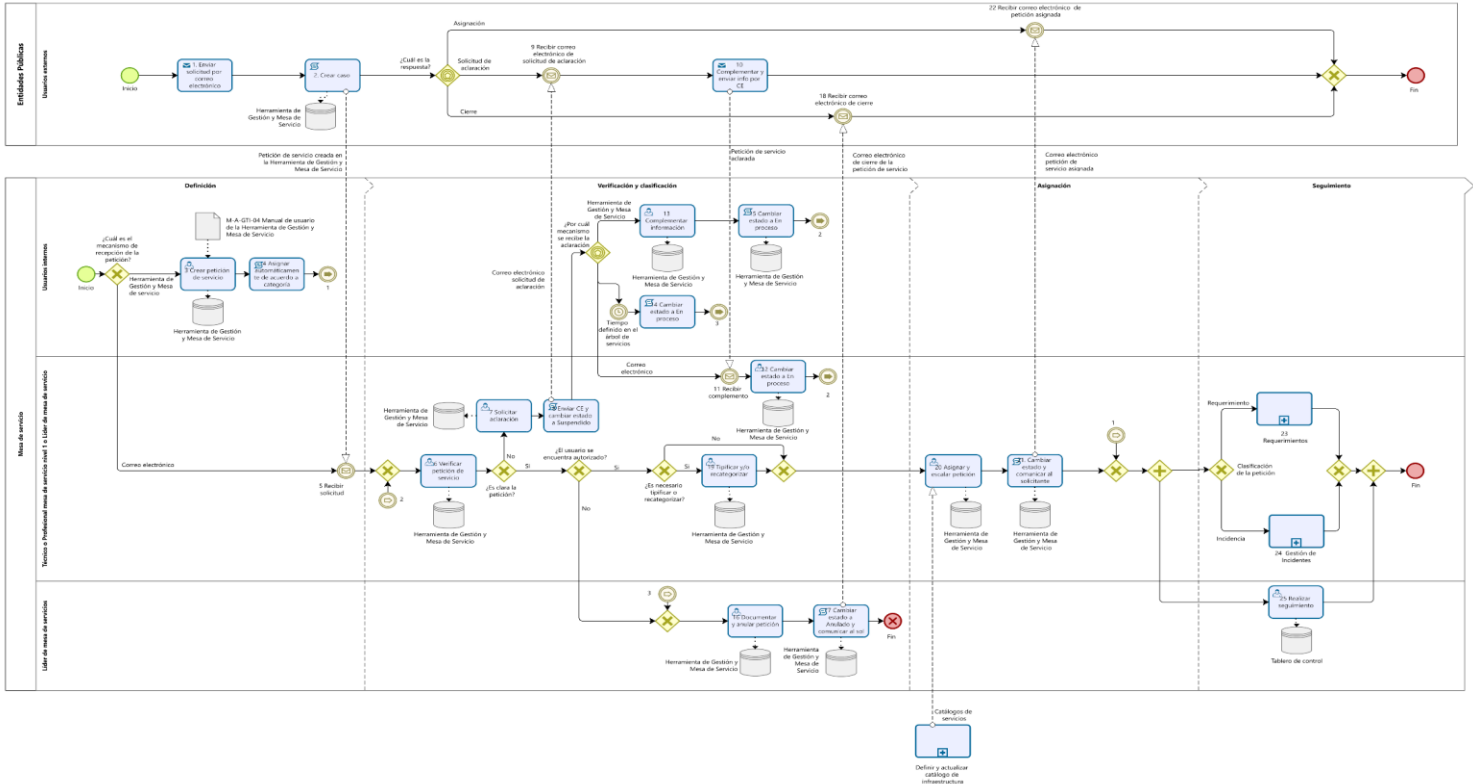 Entidades Públicas
Usuarios externos
Inicio
1. Enviar
solicitud por
correo
electrónico
2. Crear caso
Herramienta de
Gestión y Mesa de
Servicio
¿Cuál es la
respuesta?
Asignación
Solicitud de
aclaración
Cierre
9 Recibir correo
electrónico de
solicitud de aclaración
10
Complementar y
enviar info por
CE
18 Recibir correo
electrónico de cierre
22 Recibir correo electrónico de
petición asignada
Fin
Petición de servicio creada en
la Herramienta de Gestión y
Mesa de Servicio
Petición de servicio
aclarada
Correo electrónico
de cierre de la
petición de servicio
Correo electrónico
petición de
servicio asignada
Mesa de servicio
Definición
Verificación y clasificación
Asignación
Seguimiento
Usuarios internos
Inicio
¿Cuál es el
mecanismo de
recepción de la
petición?
Herramienta de
Gestión y Mesa
de servicio
M-A-GTI-04 Manual de usuario
de la Herramienta de Gestión y
Mesa de Servicio
3 Crear petición
de servicio
Herramienta de Gestión
y Mesa de Servicio
4 Asignar
automáticamen
te de acuerdo a
categoría
1
Correo electrónico
solicitud de
aclaración
¿Por cuál
mecanismo
se recibe la
aclaración
Herramienta de
Gestión y Mesa
de Servicio
13
Complementar
información
Herramienta de Gestión y
Mesa de Servicio
5 Cambiar
estado a En
proceso
Herramienta de Gestión
y Mesa de Servicio
2
Tiempo
definido en el
árbol de
servicios
4 Cambiar
estado a En
proceso
3
Técnico o Profesional mesa de servicio nivel 1 o Líder de mesa de servicio
Correo electrónico
5 Recibir
solicitud
2
6 Verificar
petición de
servicio
Herramienta de Gestión
y Mesa de Servicio
¿Es clara la
petición?
No
Si
7 Solicitar
aclaración
Herramienta de
Gestión y Mesa
de Servicio
Enviar CE y
cambiar estado
a Suspendido
¿El usuario se
encuentra autorizado?
Si
No
Correo
electrónico
11 Recibir
complemento
12 Cambiar
estado a En
proceso
Herramienta de Gestión
y Mesa de Servicio
2
¿Es necesario
tipificar o
recategorizar?
No
Si
19 Tipificar y/o
recategorizar
Herramienta de Gestión y
Mesa de Servicio
20 Asignar y
escalar petición
Herramienta de
Gestión y Mesa
de Servicio
Cambiar
estado y
comunicar al
solicitante
Herramienta de
Gestión y Mesa de
Servicio
1
Clasificación
de la petición
Requerimiento
23
Requerimientos
Incidencia
24 Gestión de
Incidentes
Fin
Líder de mesa de servicios
3
16 Documentar
y anular petición
Herramienta de Gestión y
Mesa de Servicio
7 Cambiar
estado a Anulado y
comunicar al sol
Herramienta
de Gestión y
Mesa de
Servicio
Fin
25 Realizar
seguimiento
Tablero de control
Catálogos de
servicios
Definir y actualizar
catálogo de
infraestructura